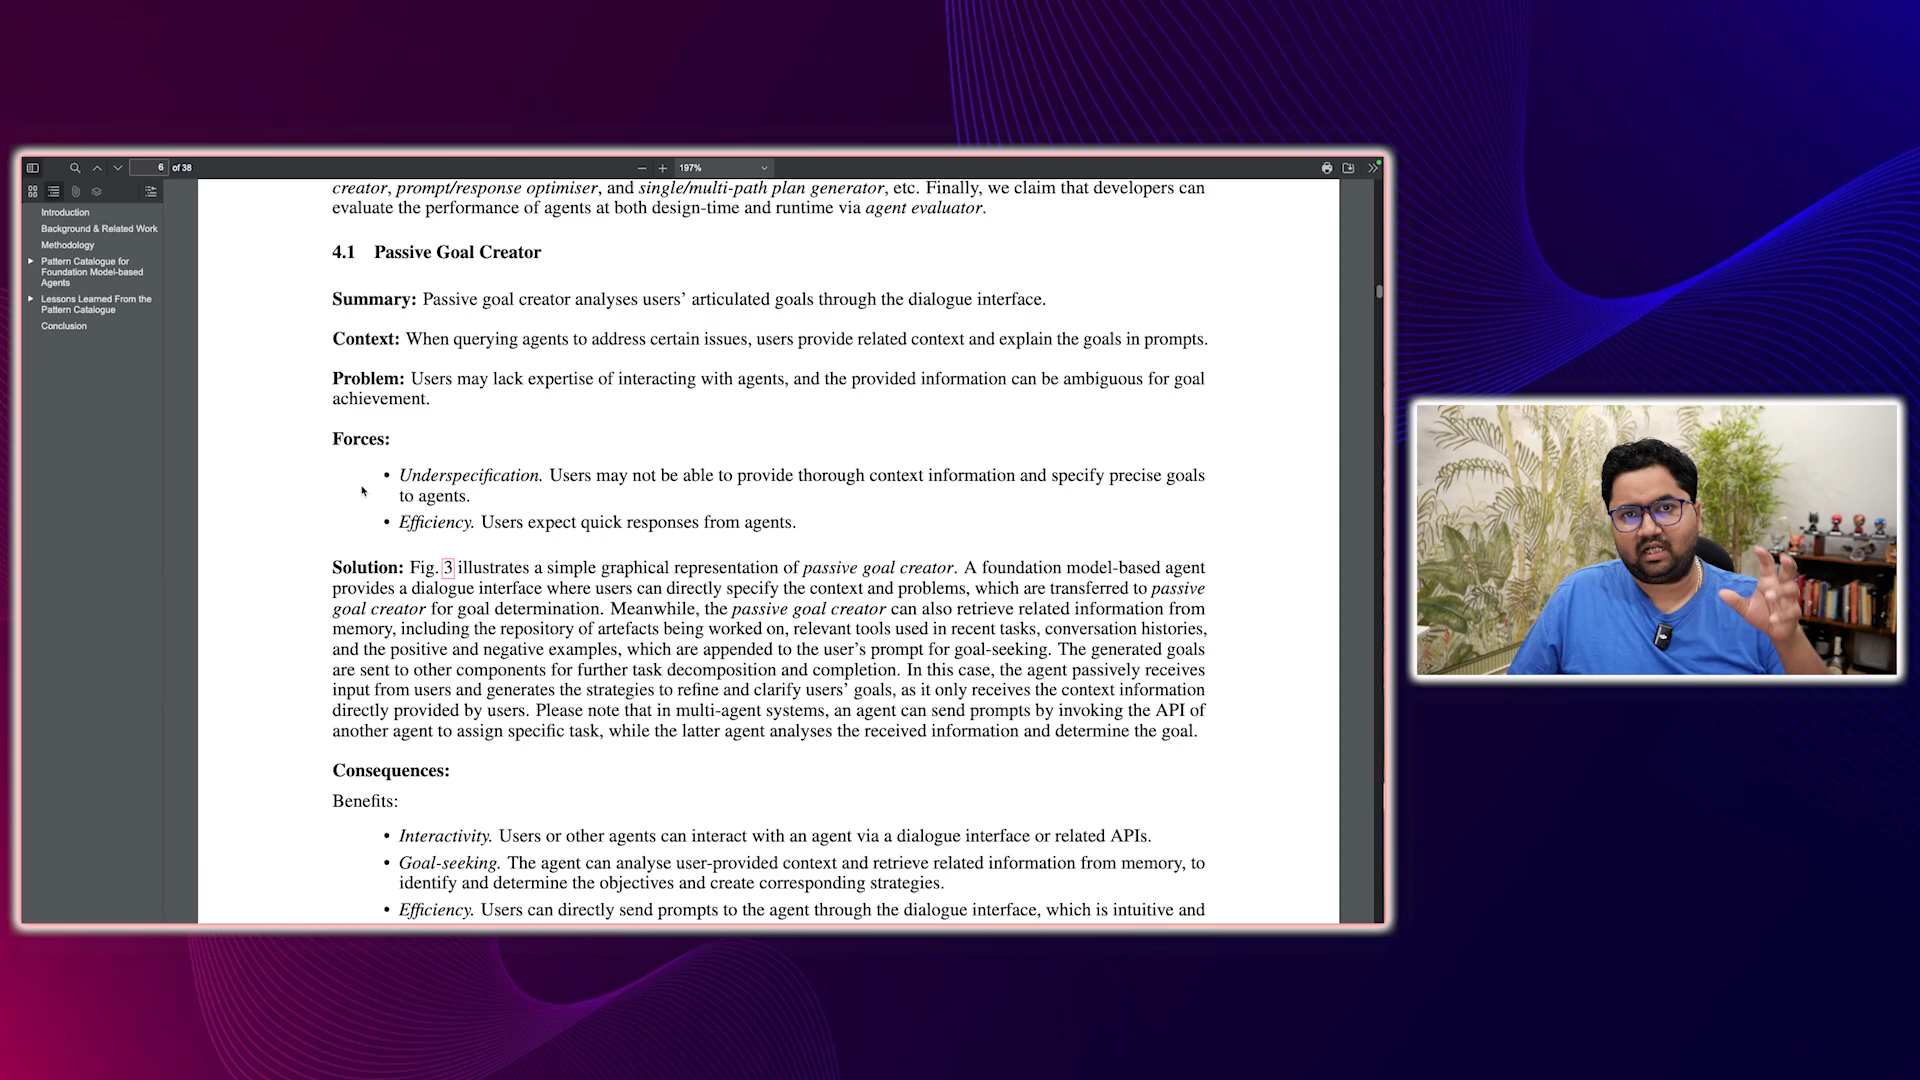 6 of 38
197%
Introduction
Background & Related Work
Methodology
Pattern Catalogue for
Foundation Model-based
Agents
Lessons Learned From the
Pattern Catalogue
Conclusion
creator, prompt/response optimiser, and single/multi-path plan generator, etc. Finally, we claim that developers can
evaluate the performance of agents at both design-time and runtime via agent evaluator.
4.1 Passive Goal Creator
Summary: Passive goal creator analyses users’ articulated goals through the dialogue interface.
Context: When querying agents to address certain issues, users provide related context and explain the goals in prompts.
Problem: Users may lack expertise of interacting with agents, and the provided information can be ambiguous for goal
achievement.
Forces:
• Underspecification. Users may not be able to provide thorough context information and specify precise goals
to agents.
• Efficiency. Users expect quick responses from agents.
Solution: Fig. 3 illustrates a simple graphical representation of passive goal creator. A foundation model-based agent
provides a dialogue interface where users can directly specify the context and problems, which are transferred to passive
goal creator for goal determination. Meanwhile, the passive goal creator can also retrieve related information from
memory, including the repository of artefacts being worked on, relevant tools used in recent tasks, conversation histories,
and the positive and negative examples, which are appended to the user’s prompt for goal-seeking. The generated goals
are sent to other components for further task decomposition and completion. In this case, the agent passively receives
input from users and generates the strategies to refine and clarify users’ goals, as it only receives the context information
directly provided by users. Please note that in multi-agent systems, an agent can send prompts by invoking the API of
another agent to assign specific task, while the latter agent analyses the received information and determine the goal.
Consequences:
Benefits:
• Interactivity. Users or other agents can interact with an agent via a dialogue interface or related APIs.
• Goal-seeking. The agent can analyse user-provided context and retrieve related information from memory, to
identify and determine the objectives and create corresponding strategies.
• Efficiency. Users can directly send prompts to the agent through the dialogue interface, which is intuitive and